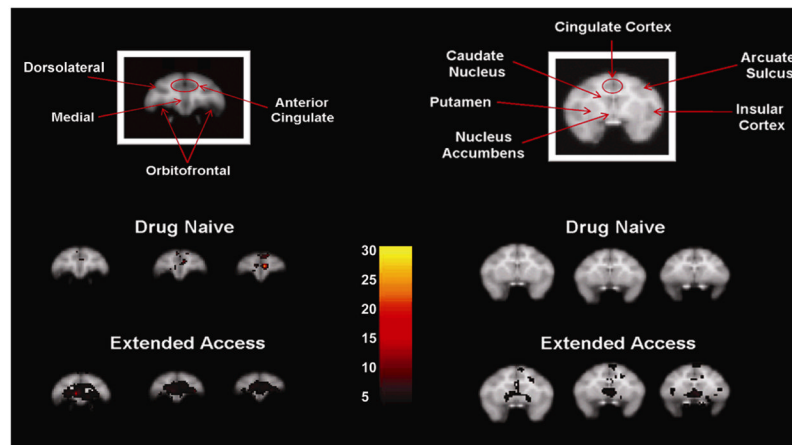 Dorsolateral
Medial
Orbitofrontal
Anterior
Cingulate
Cingulate Cortex
Caudate
Nucleus
Arcuate
Sulcus
Putamen
Insular
Cortex
Nucleus
Accumbens
Drug Naive
Drug Naive
30
25
20
15
10
5
Extended Access
Extended Access